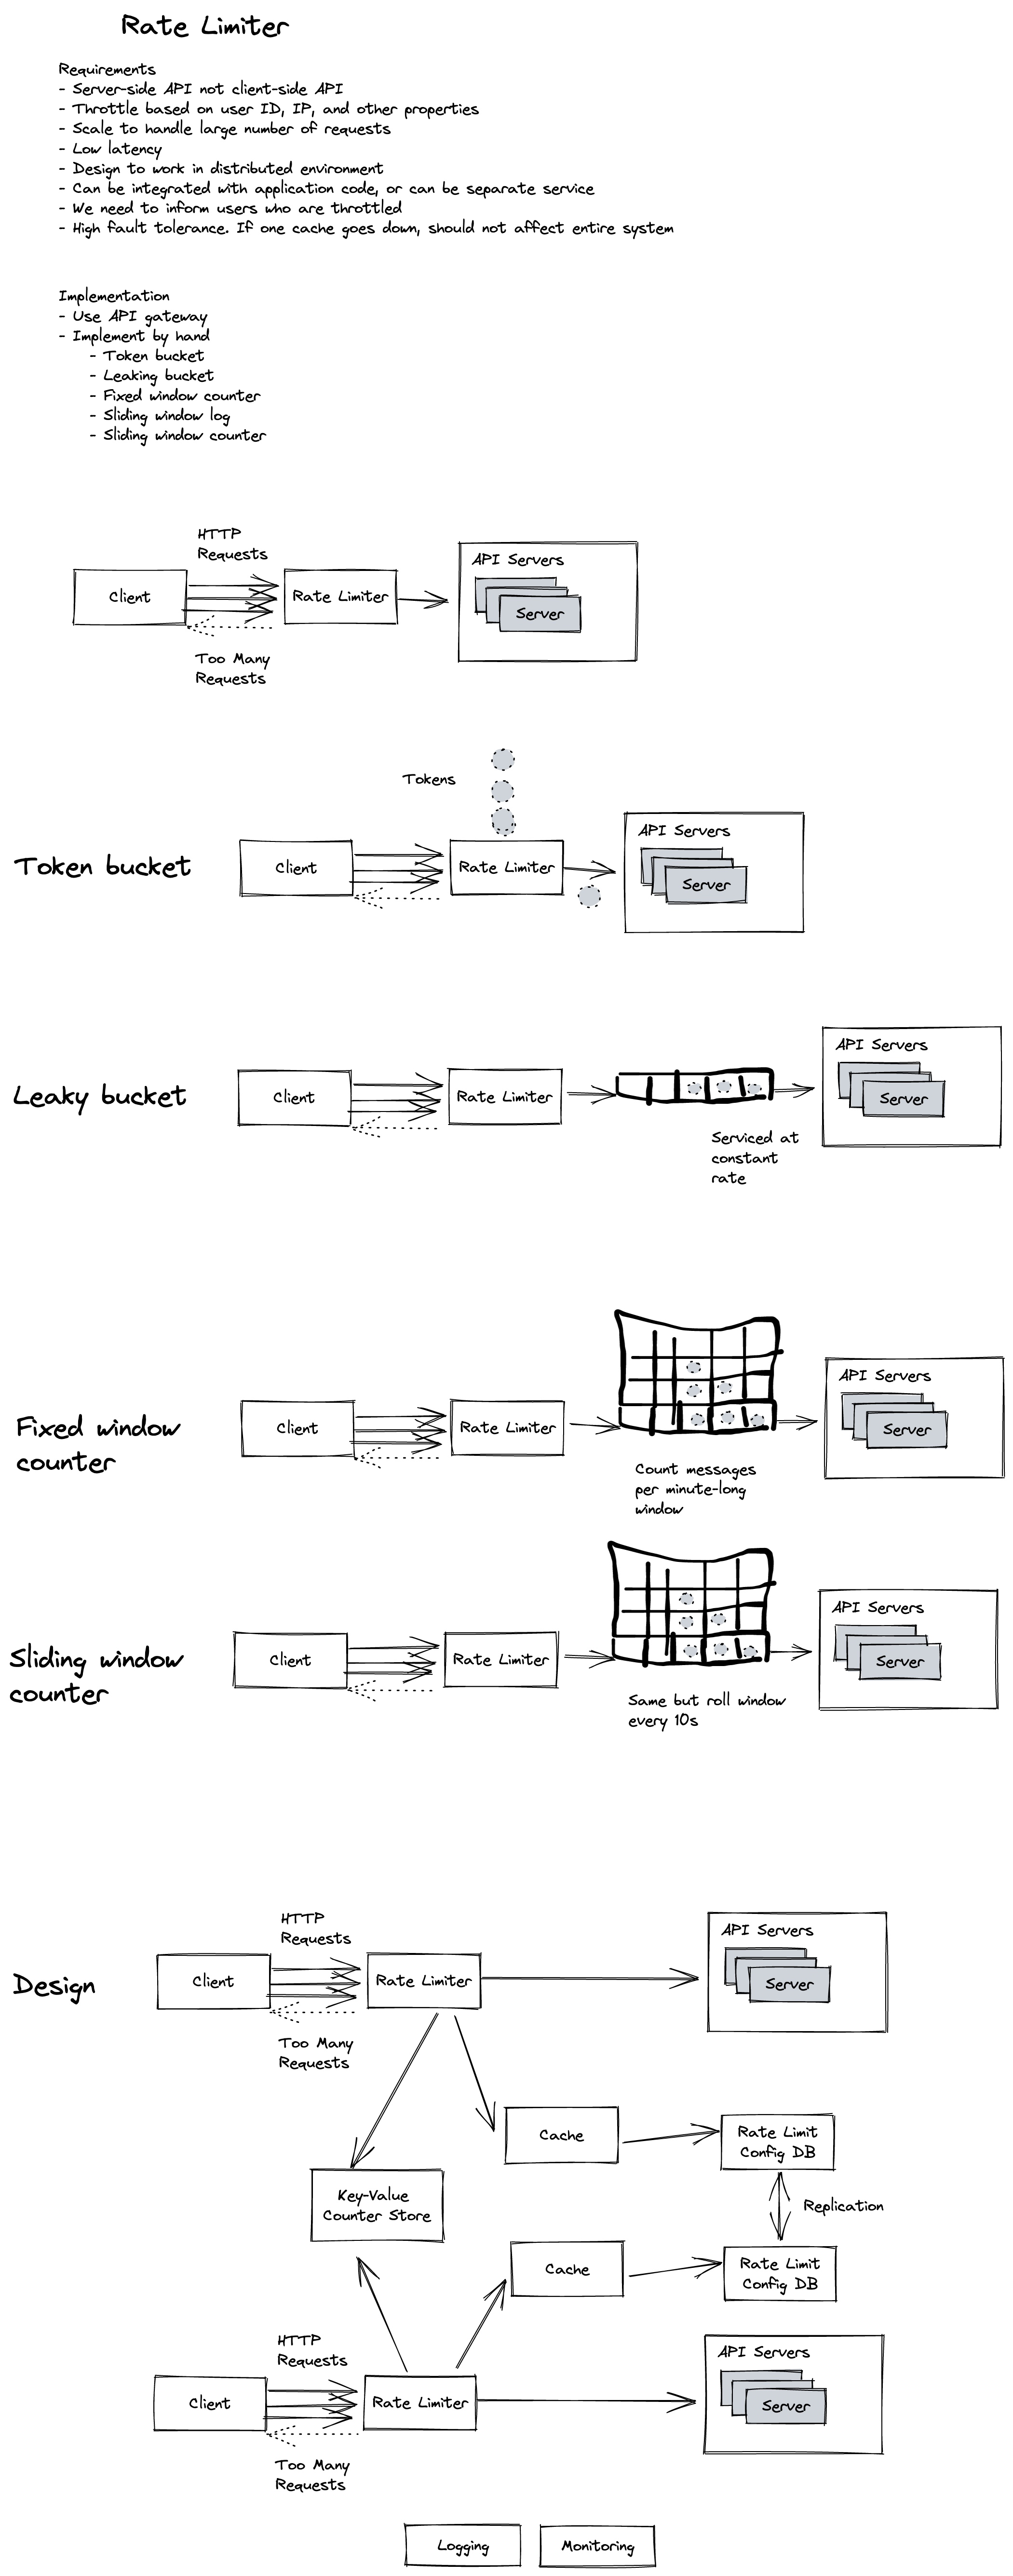 Rate Limiter
Requirements
- Server-side API not client-side API
- Throttle based on user ID, IP, and other properties
- Scale to handle large number of requests
- Low latency
- Design to work in distributed environment
- Can be integrated with application code, or can be separate service
- We need to inform users who are throttled
- High fault tolerance. If one cache goes down, should not affect entire system
Implementation
- Use API gateway
- Implement by hand
- Token bucket
- Leaking bucket
- Fixed window counter
- Sliding window log
- Sliding window counter
HTTP
Requests
Client
Rate Limiter
API Servers
Server
Too Many
Requests
Tokens
Token bucket
Client
Rate Limiter
API Servers
Server
Leaky bucket
Client
Rate Limiter
API Servers
Server
Serviced at
constant
rate
Fixed window
counter
Client
Rate Limiter
API Servers
Server
Count messages
per minute-long
window
Sliding window
counter
Client
Rate Limiter
API Servers
Server
Same but roll window
every 10s
Design
HTTP
Requests
Client
Rate Limiter
API Servers
Server
Too Many
Requests
Cache
Rate Limit
Config DB
Key-Value
Counter Store
Replication
Cache
Rate Limit
Config DB
HTTP
Requests
Client
Rate Limiter
API Servers
Server
Too Many
Requests
Logging
Monitoring